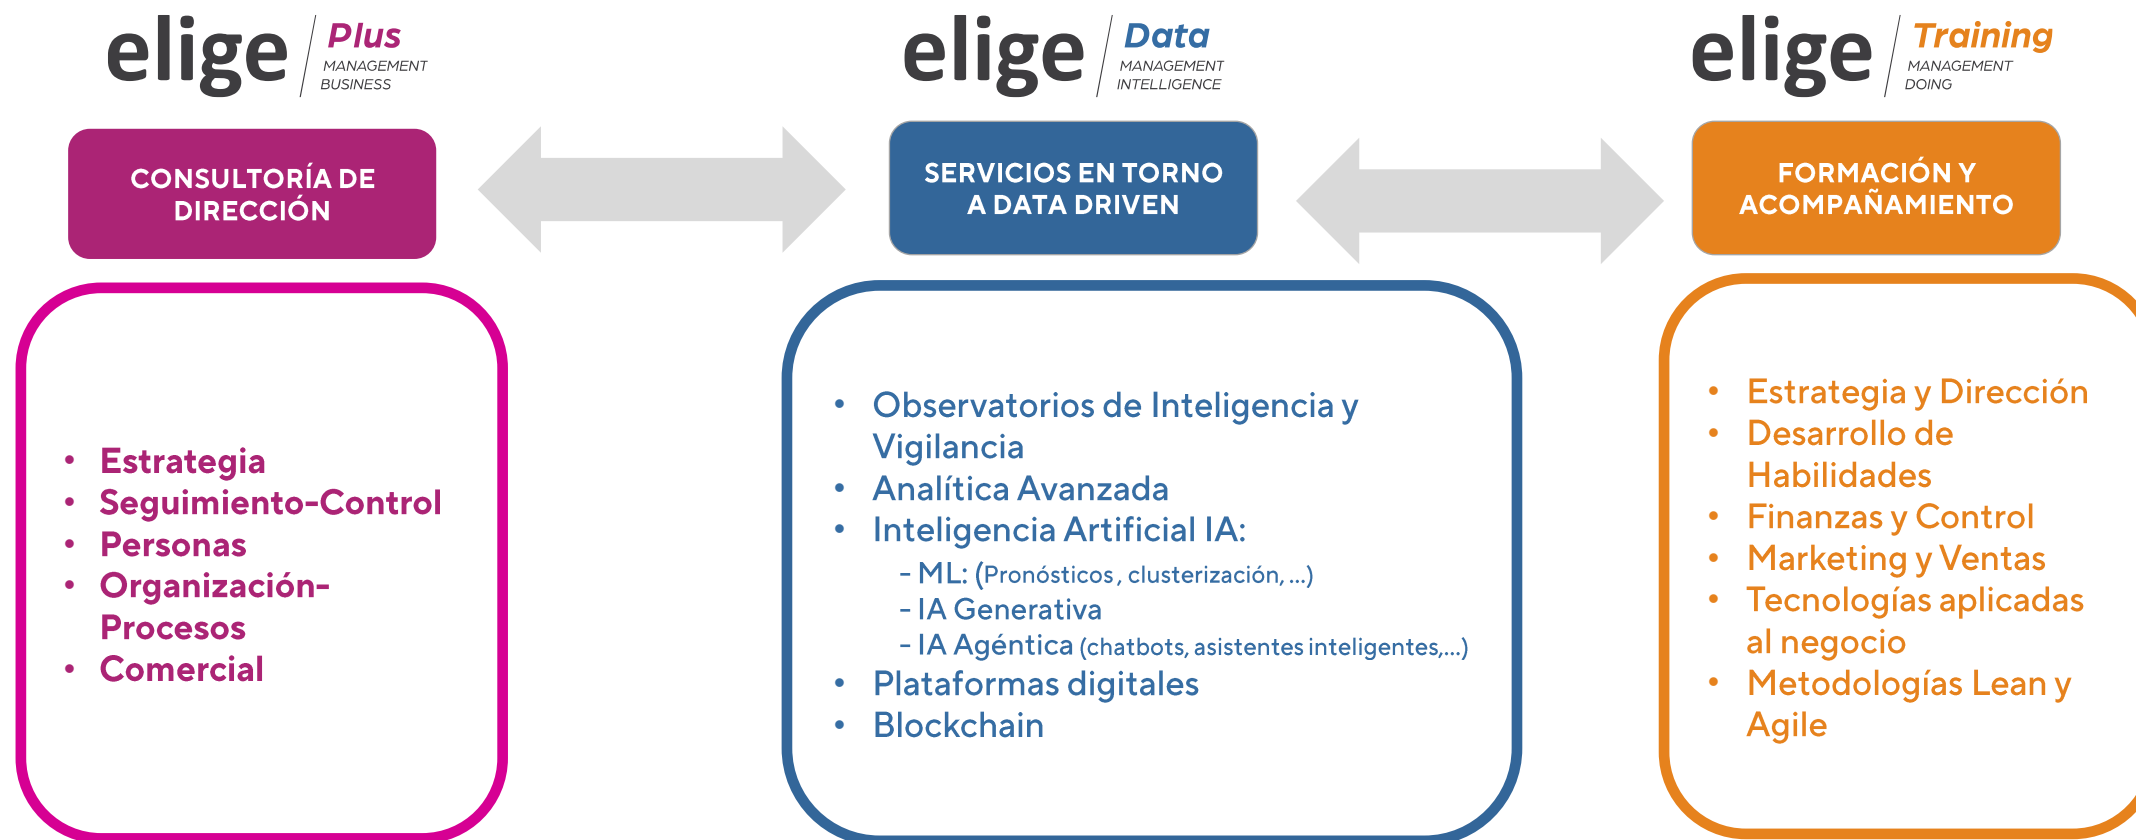 elige Plus
MANAGEMENT
BUSINESS
CONSULTORÍA DE
DIRECCIÓN
• Estrategia
• Seguimiento-Control
• Personas
• Organización-
Procesos
• Comercial
elige Data
MANAGEMENT
INTELLIGENCE
SERVICIOS EN TORNO
A DATA DRIVEN
• Observatorios de Inteligencia y
Vigilancia
• Analítica Avanzada
• Inteligencia Artificial IA:
- ML: (Pronósticos , clusterización, ...)
- IA Generativa
- IA Agéntica (chatbots, asistentes inteligentes,...)
• Plataformas digitales
• Blockchain
elige Training
MANAGEMENT
DOING
FORMACIÓN Y
ACOMPAÑAMIENTO
• Estrategia y Dirección
• Desarrollo de
Habilidades
• Finanzas y Control
• Marketing y Ventas
• Tecnologías aplicadas
al negocio
• Metodologías Lean y
Agile